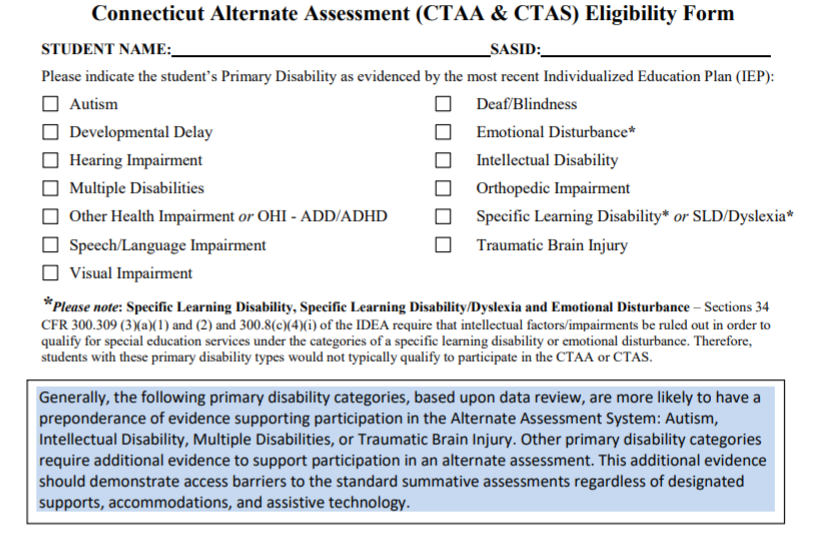 Connecticut Alternate Assessment (CTAA & CTAS) Eligibility Form
STUDENT NAME: SASID:
Please indicate the student's Primary Disability as evidenced by the most recent Individualized Education Plan (IEP):
Autism Deaf/Blindness
Developmental Delay Emotional Disturbance*
Hearing Impairment Intellectual Disability
Multiple Disabilities Orthopedic Impairment
Other Health Impairment or OHI - ADD/ADHD Specific Learning Disability* or SLD/Dyslexia*
Speech/Language Impairment Traumatic Brain Injury
Visual Impairment
*Please note: Specific Learning Disability, Specific Learning Disability/Dyslexia and Emotional Disturbance – Sections 34
CFR 300.309 (3)(a)(1) and (2) and 300.8(c)(4)(i) of the IDEA require that intellectual factors/impairments be ruled out in order to
qualify for special education services under the categories of a specific learning disability or emotional disturbance. Therefore,
students with these primary disability types would not typically qualify to participate in the CTAA or CTAS.
Generally, the following primary disability categories, based upon data review, are more likely to have a
preponderance of evidence supporting participation in the Alternate Assessment System: Autism,
Intellectual Disability, Multiple Disabilities, or Traumatic Brain Injury. Other primary disability categories
require additional evidence to support participation in an alternate assessment. This additional evidence
should demonstrate access barriers to the standard summative assessments regardless of designated
supports, accommodations, and assistive technology.